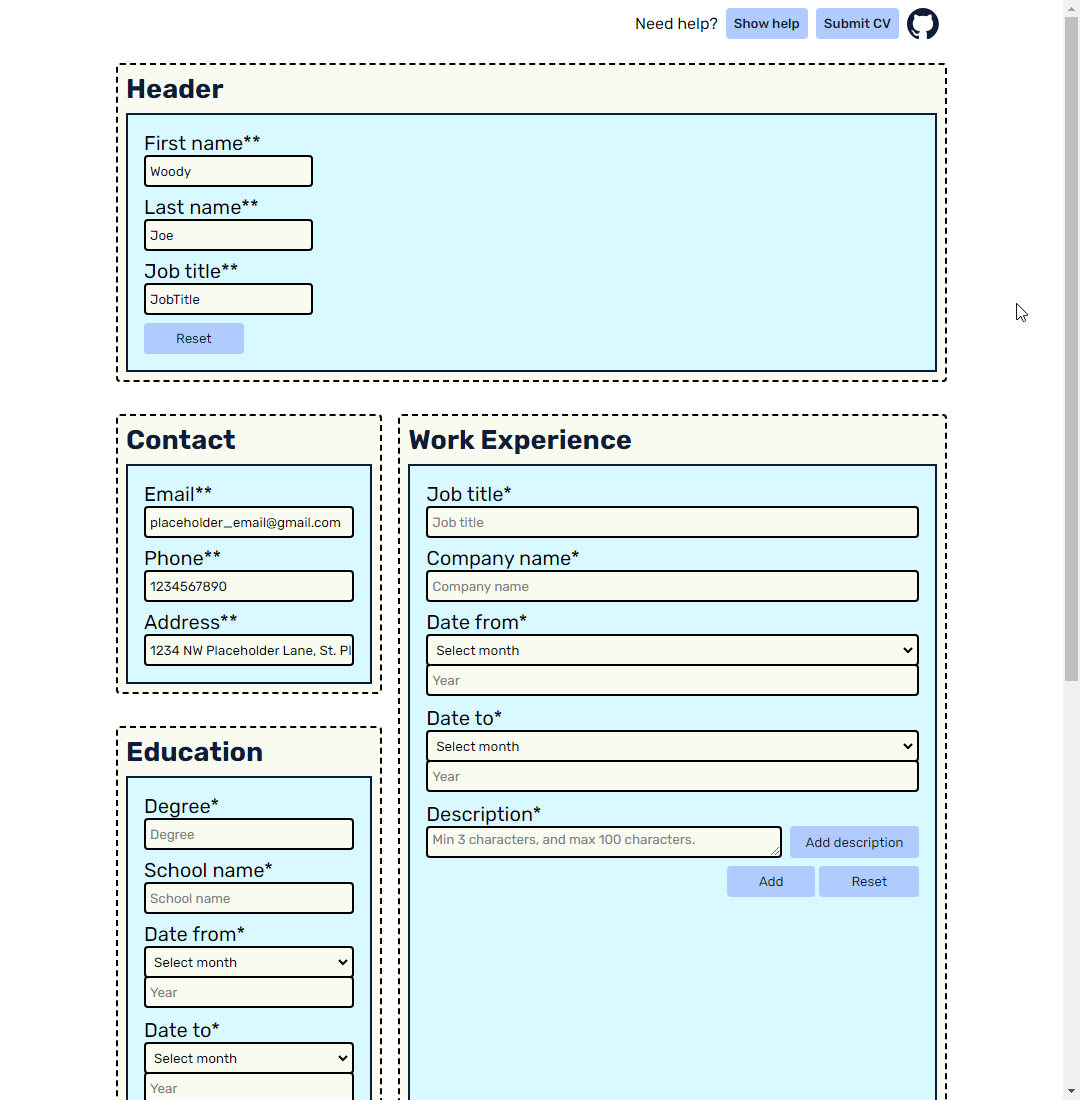 Need help? Show help Submit CV
Header
First name**
Woody
Last name**
Joe
Job title**
JobTitle
Reset
Contact
Email**
placeholder_email@gmail.com
Phone**
1234567890
Address**
1234 NW Placeholder Lane, St. Pl
Education
Degree*
Degree
School name*
School name
Date from*
Select month
Year
Date to*
Select month
Year
Work Experience
Job title*
Job title
Company name*
Company name
Date from*
Select month
Year
Date to*
Select month
Year
Description*
Min 3 characters, and max 100 characters. Add description
Add Reset